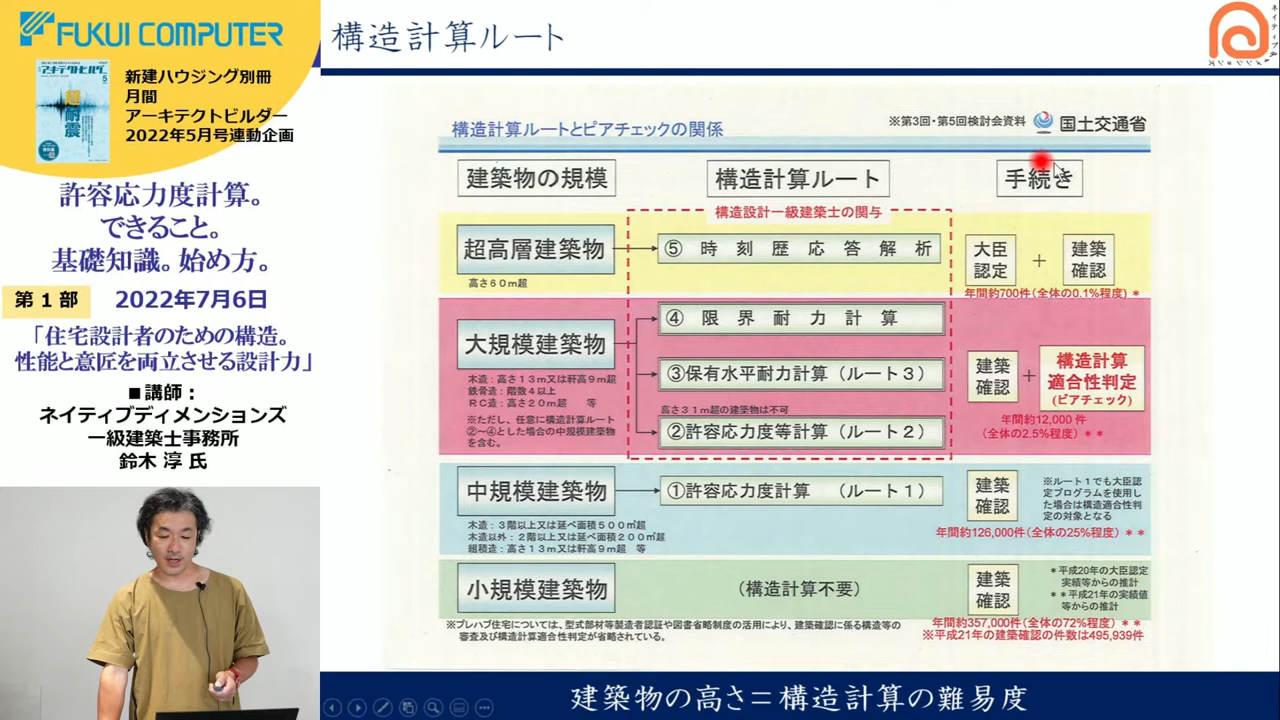 FUKUI COMPUTER
アーキテクトビルダー
5
超
耐震
新建ハウジング別冊
月間
アーキテクトビルダー
2022年5月号連動企画
許容応力度計算。
できること。
基礎知識。始め方。
第1部 2022年7月6日
「住宅設計者のための構造。
性能と意匠を両立させる設計力」
■講師：
ネイティブディメンションズ
一級建築士事務所
鈴木 淳 氏
構造計算ルート
構造計算ルートとピアチェックの関係
※第3回・第5回検討会資料 国土交通省
建築物の規模 構造計算ルート 手続き
構造設計一級建築士の関与
超高層建築物 ⑤ 時刻歴応答解析
高さ６０ｍ超
大臣認定 ＋ 建築確認
年間約700件(全体の0.1%程度) *
大規模建築物
木造：高さ１３ｍ又は軒高９ｍ超
鉄骨造：階数４以上
ＲＣ造：高さ２０ｍ超 等
※ただし、任意に構造計算ルート
②～④とした場合の中規模建築物
を含む。
④ 限界耐力計算
③保有水平耐力計算（ルート３）
高さ３１ｍ超の建築物は不可
②許容応力度等計算（ルート２）
建築確認 ＋ 構造計算適合性判定(ピアチェック)
年間約12,000 件
(全体の2.5%程度) * *
中規模建築物 ①許容応力度計算 （ルート１）
木造：３階以上又は延べ面積５００㎡超
木造以外：２階以上又は延べ面積２００㎡超
組積造：高さ１３ｍ又は軒高９ｍ超 等
建築確認
※ルート１でも大臣認
定プログラムを使用し
た場合は構造適合性判
定の対象となる
年間約126,000件(全体の25%程度) * *
小規模建築物 （構造計算不要） 建築確認
*平成20年の大臣認定
実績等からの推計
* *平成21年の実績値
等からの推計
年間約357,000件(全体の72%程度) * *
※平成21年の建築確認の件数は495,939件
※プレハブ住宅については、型式部材等製造者認証や図書省略制度の活用により、建築確認に係る構造等の
審査及び構造計算適合性判定が省略されている。
建築物の高さ＝構造計算の難易度